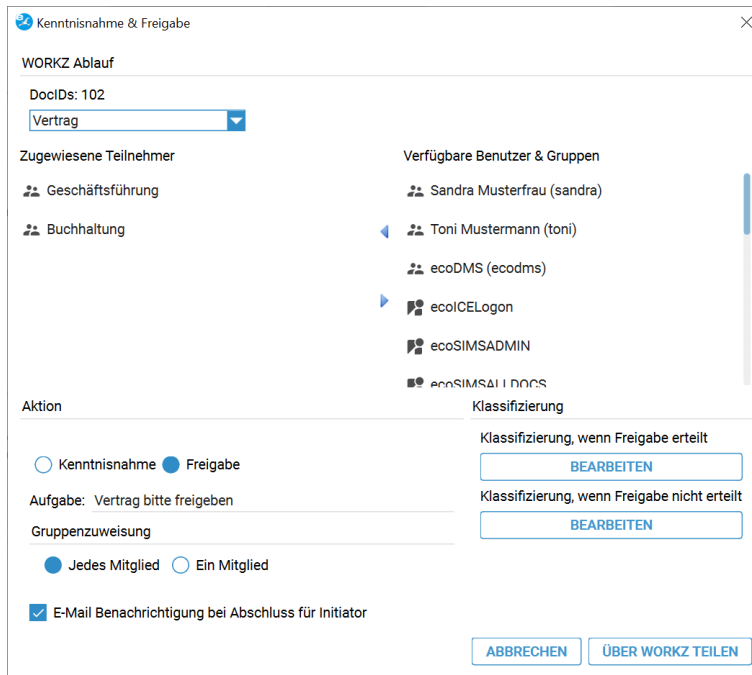 Kenntnisnahme & Freigabe
WORKZ Ablauf
DocIDs: 102
Vertrag
Zugewiesene Teilnehmer
Geschäftsführung
Buchhaltung
Verfügbare Benutzer & Gruppen
Sandra Musterfrau (sandra)
Toni Mustermann (toni)
ecoDMS (ecodms)
ecoICELogon
ecoSIMSADMIN
ecoSIMSALLDOCS
Aktion
Kenntnisnahme Freigabe
Aufgabe: Vertrag bitte freigeben
Gruppenzuweisung
Jedes Mitglied Ein Mitglied
E-Mail Benachrichtigung bei Abschluss für Initiator
Klassifizierung
Klassifizierung, wenn Freigabe erteilt
BEARBEITEN
Klassifizierung, wenn Freigabe nicht erteilt
BEARBEITEN
ABBRECHEN ÜBER WORKZ TEILEN